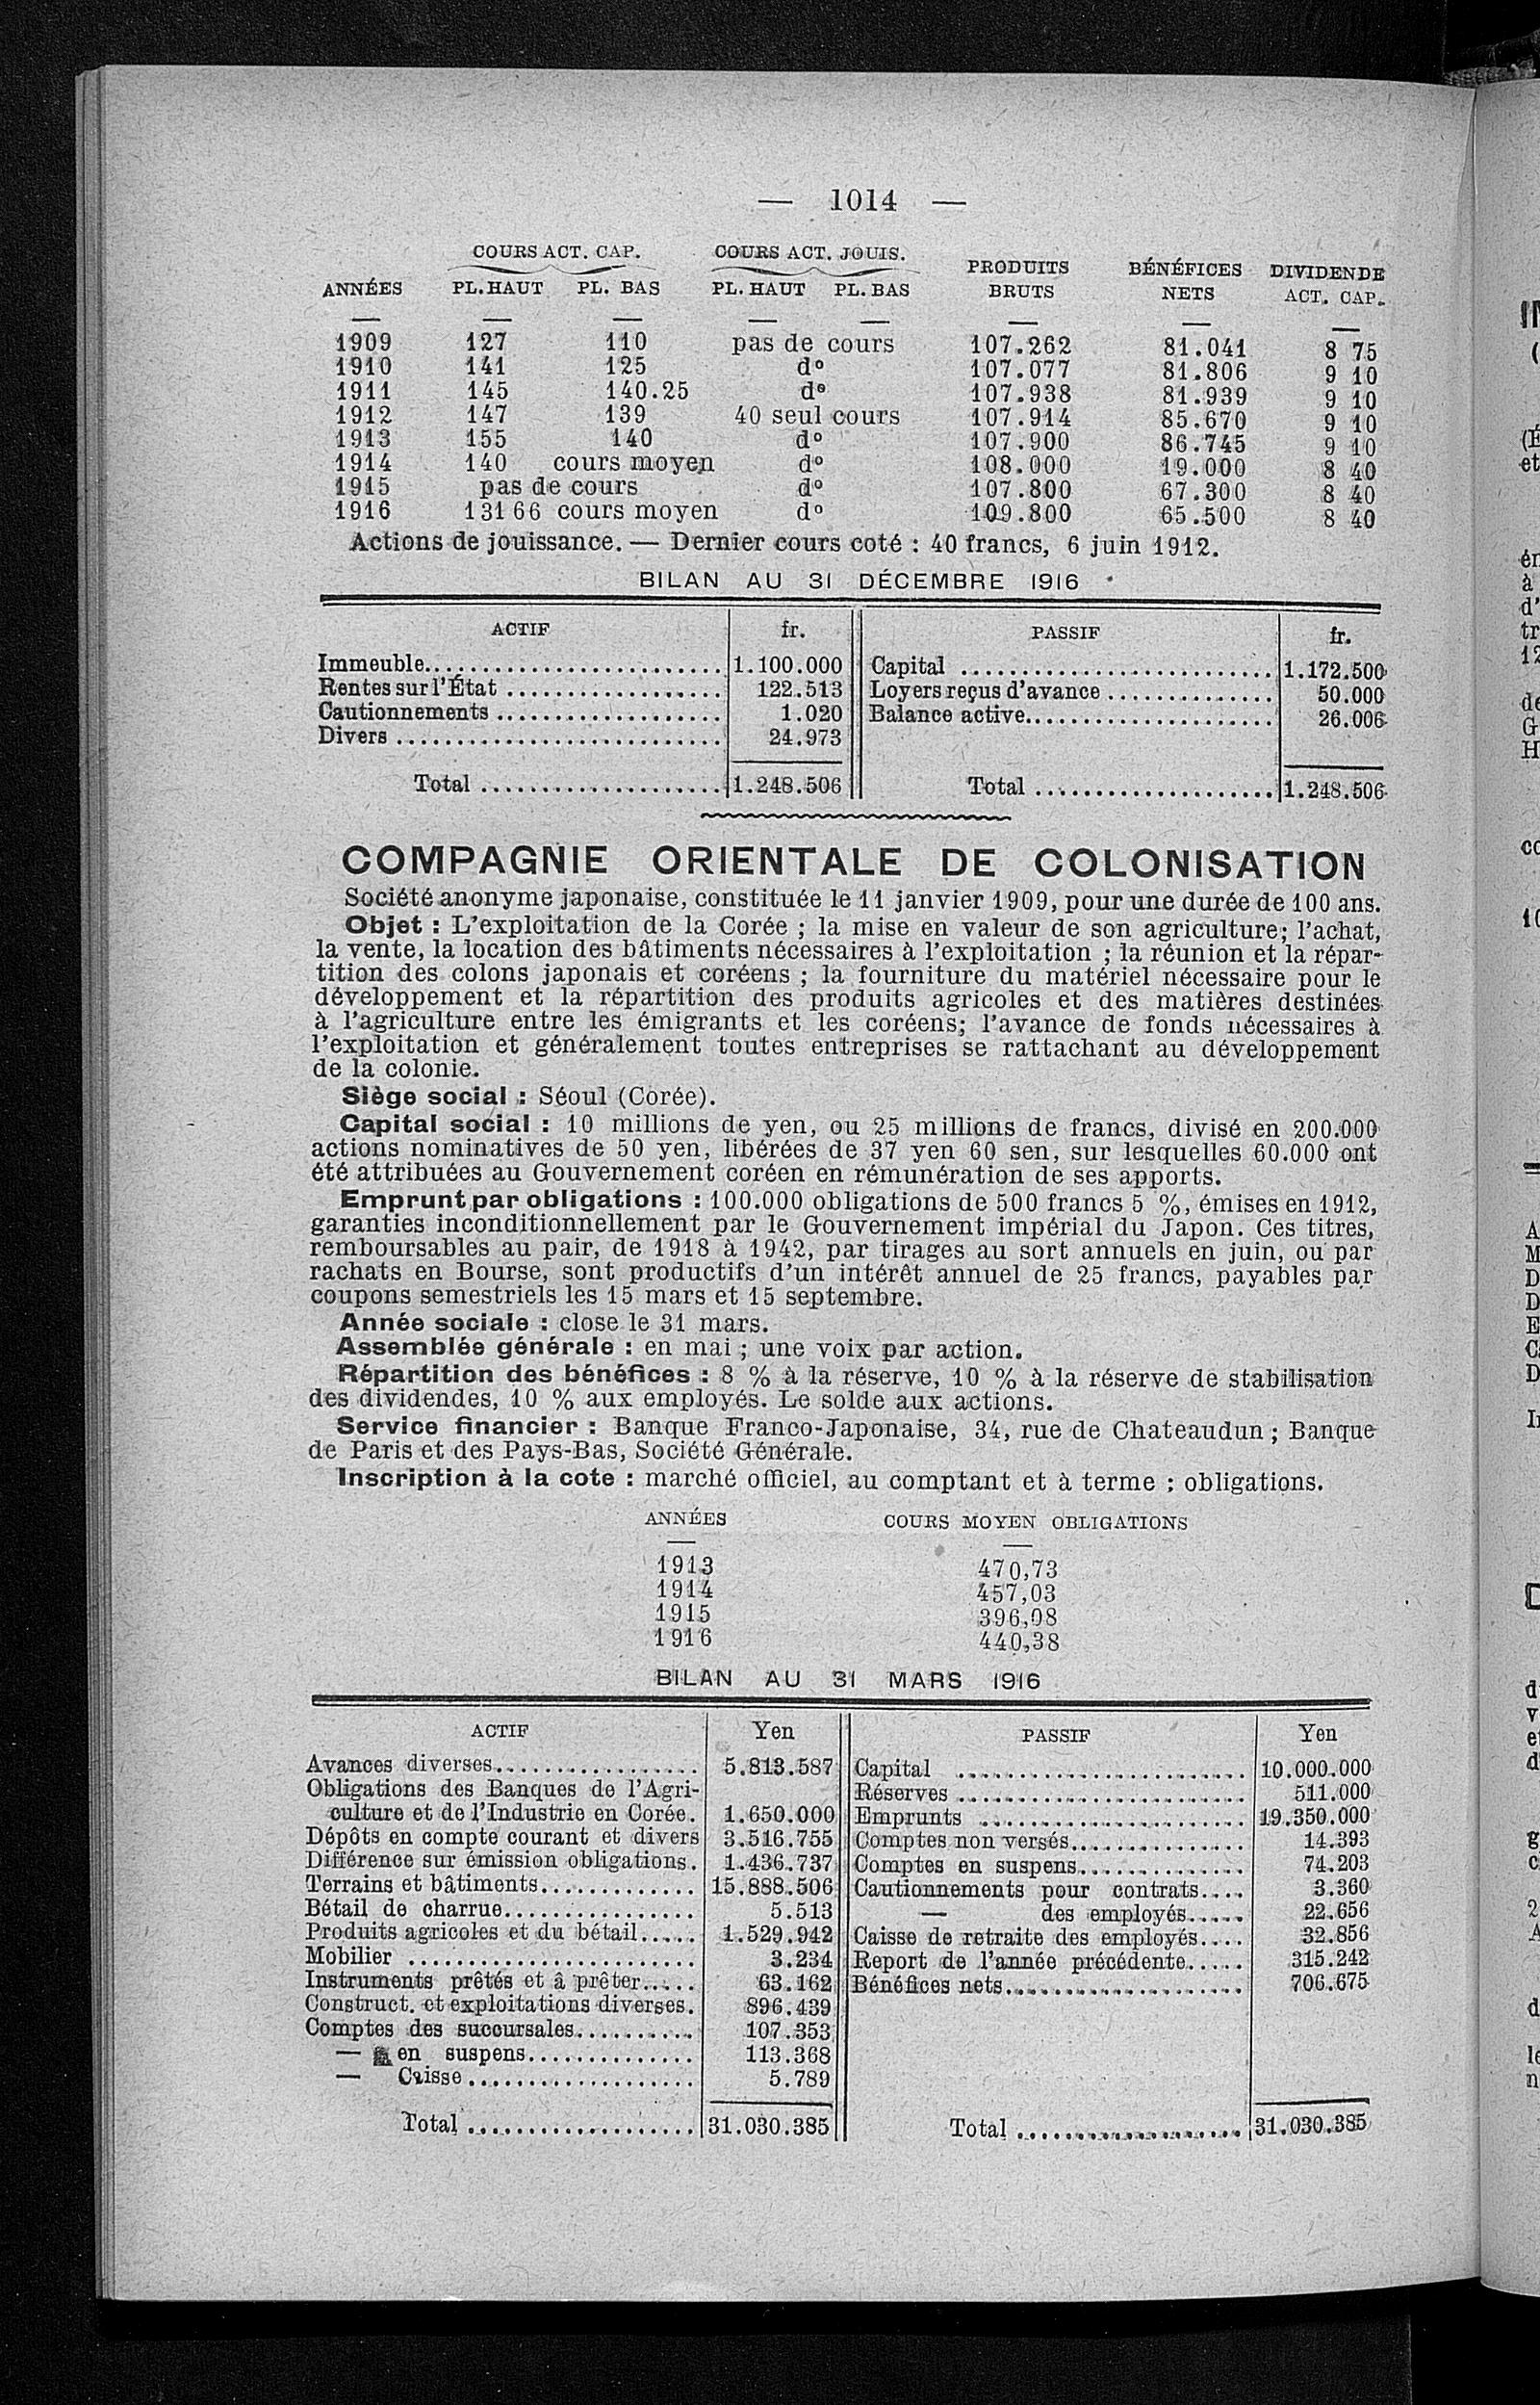 — 1014 —
COURS ACT. CAP. COURS ACT. JOUIS. PRODUITS BÉNÉFICES DIVIDENDE
ANNÉES PL. HAUT PL. BAS PL. HAUT PL. BAS BRUTS NETS ACT. CAP.
1909 127 110 pas de cours 107.262 81.041 8 75
1910 141 125 dº 107.077 81.806 9 10
1911 145 140.25 dº 107.938 81.939 9 10
1912 147 139 40 seul cours 107.914 85.670 9 10
1913 155 140 dº 107.900 86.745 9 10
1914 140 cours moyen dº 108.000 19.000 8 40
1915 pas de cours dº 107.800 67.300 8 40
1916 131 66 cours moyen dº 109.800 65.500 8 40
Actions de jouissance. — Dernier cours coté : 40 francs, 6 juin 1912.
BILAN AU 31 DÉCEMBRE 1916
ACTIF fr. PASSIF fr.
Immeuble........ 1.100.000 Capital ........ 1.172.500
Rentes sur l'État ........ 122.513 Loyers reçus d'avance ........ 50.000
Cautionnements ........ 1.020 Balance active........ 26.006
Divers ........ 24.973
Total ........ 1.248.506 Total ........ 1.248.506
COMPAGNIE ORIENTALE DE COLONISATION
Société anonyme japonaise, constituée le 11 janvier 1909, pour une durée de 100 ans.
Objet : L'exploitation de la Corée ; la mise en valeur de son agriculture; l'achat,
la vente, la location des bâtiments nécessaires à l'exploitation ; la réunion et la répar-
tition des colons japonais et coréens ; la fourniture du matériel nécessaire pour le
développement et la répartition des produits agricoles et des matières destinées
à l'agriculture entre les émigrants et les coréens; l'avance de fonds nécessaires à
l'exploitation et généralement toutes entreprises se rattachant au développement
de la colonie.
Siège social : Séoul (Corée).
Capital social : 10 millions de yen, ou 25 millions de francs, divisé en 200.000
actions nominatives de 50 yen, libérées de 37 yen 60 sen, sur lesquelles 60.000 ont
été attribuées au Gouvernement coréen en rémunération de ses apports.
Emprunt par obligations : 100.000 obligations de 500 francs 5 %, émises en 1912,
garanties inconditionnellement par le Gouvernement impérial du Japon. Ces titres,
remboursables au pair, de 1918 à 1942, par tirages au sort annuels en juin, ou par
rachats en Bourse, sont productifs d'un intérêt annuel de 25 francs, payables par
coupons semestriels les 15 mars et 15 septembre.
Année sociale : close le 31 mars.
Assemblée générale : en mai ; une voix par action.
Répartition des bénéfices : 8 % à la réserve, 10 % à la réserve de stabilisation
des dividendes, 10 % aux employés. Le solde aux actions.
Service financier : Banque Franco-Japonaise, 34, rue de Chateaudun ; Banque
de Paris et des Pays-Bas, Société Générale.
Inscription à la cote : marché officiel, au comptant et à terme ; obligations.
ANNÉES COURS MOYEN OBLIGATIONS
1913 470,73
1914 457,03
1915 396,98
1916 440,38
BILAN AU 31 MARS 1916
ACTIF Yen PASSIF Yen
Avances diverses........ 5.813.587 Capital ........ 10.000.000
Obligations des Banques de l'Agri- Réserves ........ 511.000
culture et de l'Industrie en Corée. 1.650.000 Emprunts ........ 19.350.000
Dépôts en compte courant et divers 3.516.755 Comptes non versés........ 14.393
Différence sur émission obligations. 1.436.737 Comptes en suspens........ 74.203
Terrains et bâtiments........ 15.888.506 Cautionnements pour contrats.... 3.360
Bétail de charrue........ 5.513 — des employés..... 22.656
Produits agricoles et du bétail..... 1.529.942 Caisse de retraite des employés.... 32.856
Mobilier ........ 3.234 Report de l'année précédente..... 315.242
Instruments prêtés et à prêter..... 63.162 Bénéfices nets........ 706.675
Construct. et exploitations diverses. 896.439
Comptes des succursales........ 107.353
— en suspens........ 113.368
— Caisse ........ 5.789
Total ........ 31.030.385 Total ........ 31.030.385